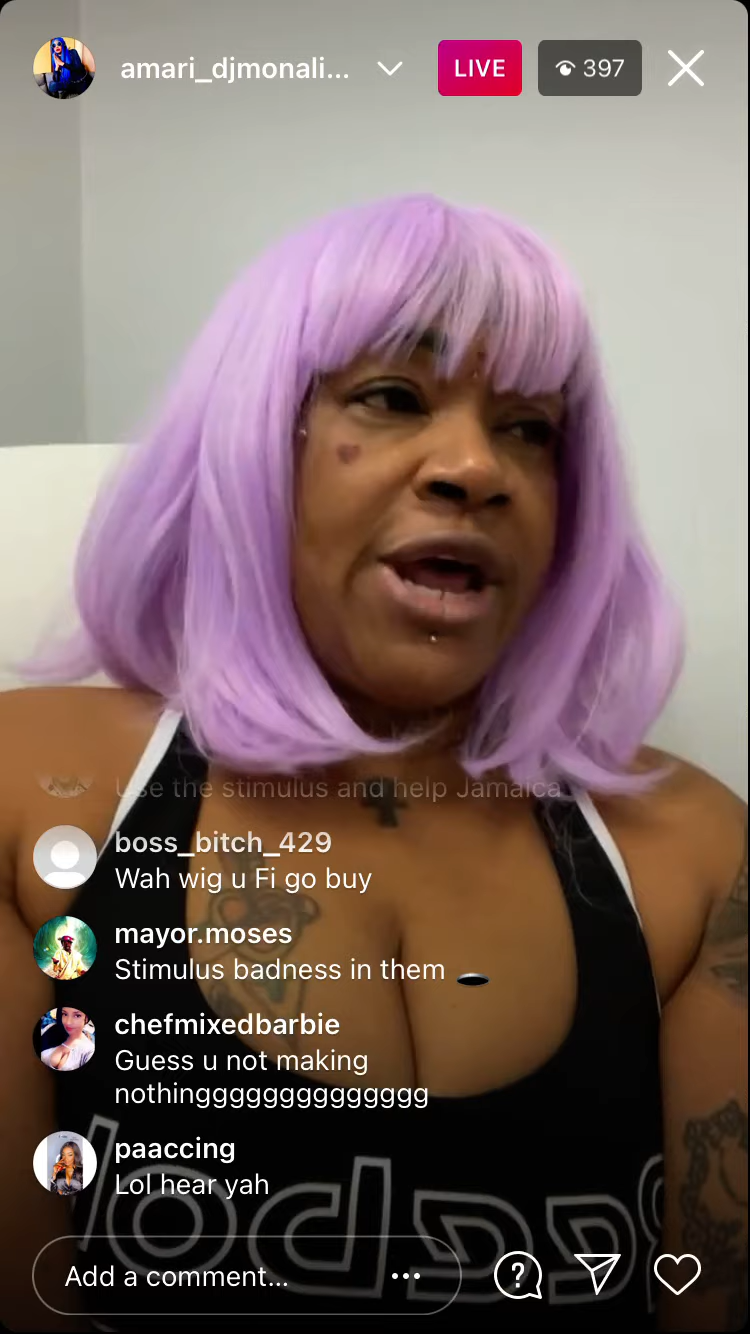 amari_djmonali...
LIVE
397
Use the stimulus and help Jamaica
boss_bitch_429
Wah wig u Fi go buy
mayor.moses
Stimulus badness in them 🕳️
chefmixedbarbie
Guess u not making
nothingggggggggggggggg
paaccing
Lol hear yah
Add a comment...